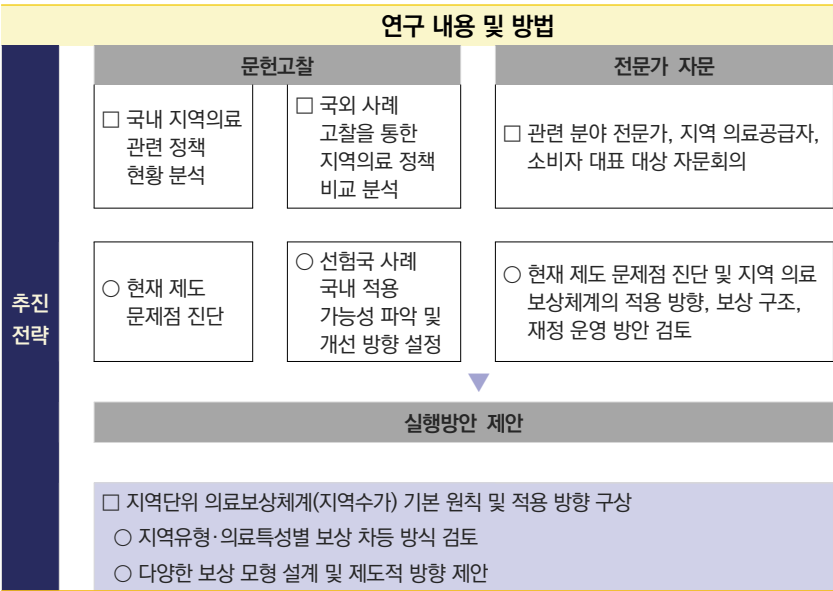 연구 내용 및 방법
추진
전략
문헌고찰
□ 국내 지역의료
관련 정책
현황 분석
□ 국외 사례
고찰을 통한
지역의료 정책
비교 분석
○ 현재 제도
문제점 진단
○ 선험국 사례
국내 적용
가능성 파악 및
개선 방향 설정
전문가 자문
□ 관련 분야 전문가, 지역 의료공급자,
소비자 대표 대상 자문회의
○ 현재 제도 문제점 진단 및 지역 의료
보상체계의 적용 방향, 보상 구조,
재정 운영 방안 검토
▼
실행방안 제안
□ 지역단위 의료보상체계(지역수가) 기본 원칙 및 적용 방향 구상
○ 지역유형·의료특성별 보상 차등 방식 검토
○ 다양한 보상 모형 설계 및 제도적 방향 제안